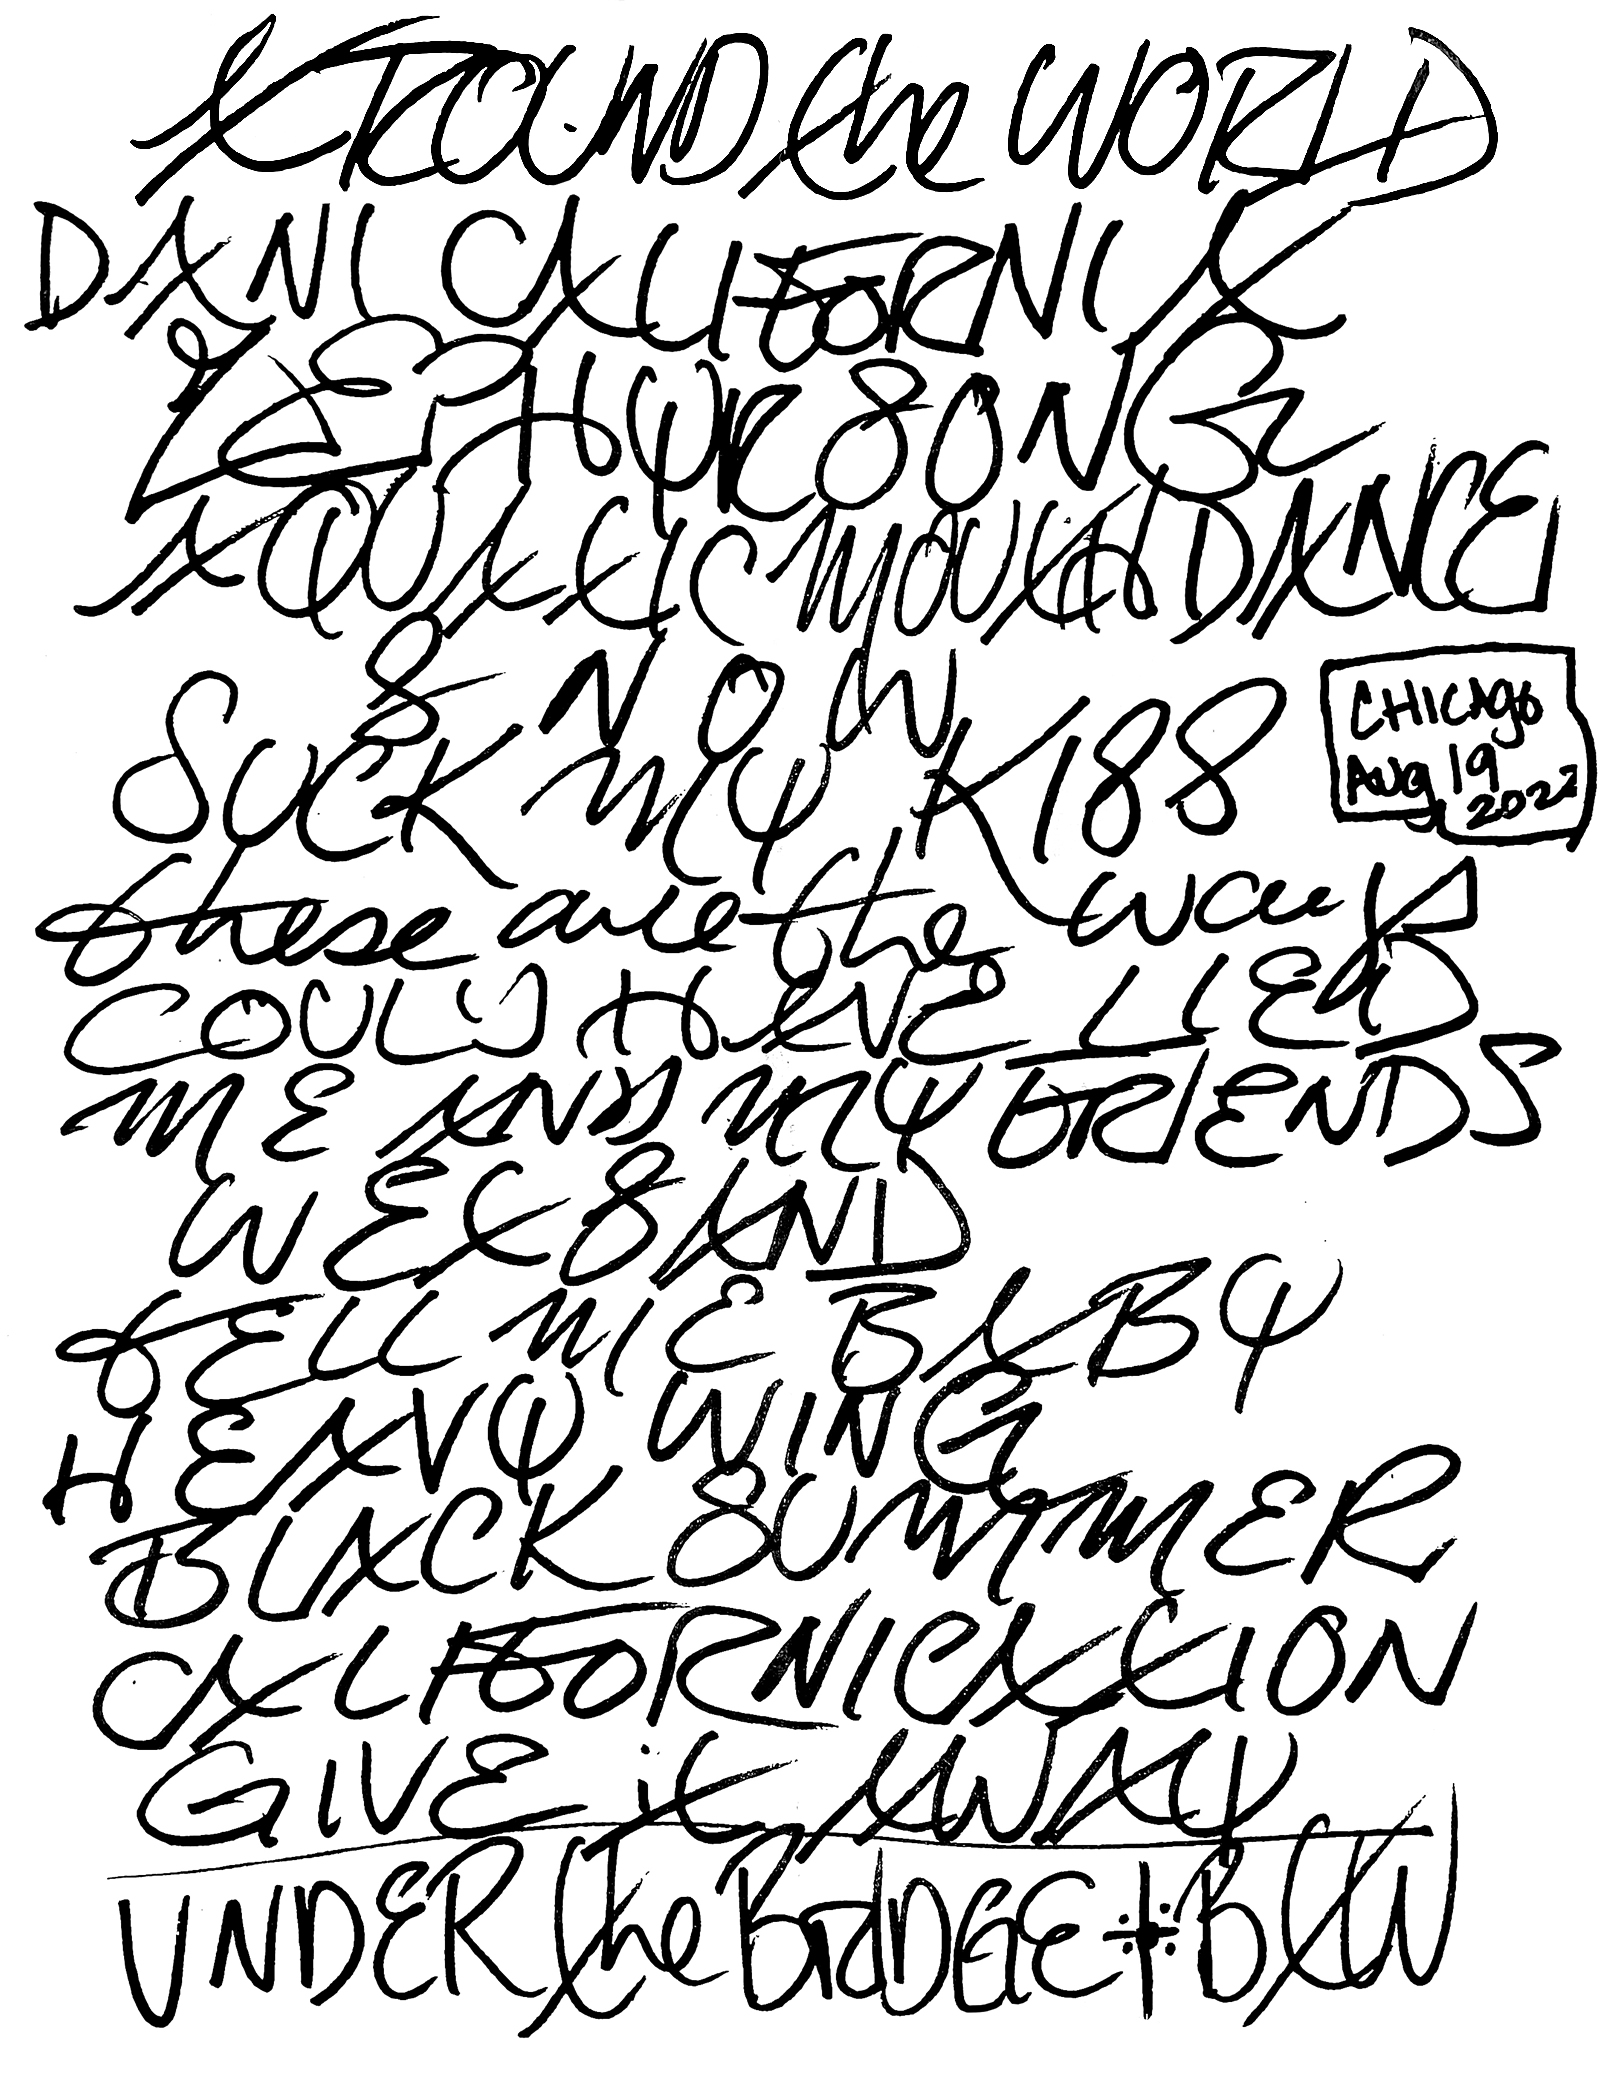 AROUND the WORLD
DANI CALIFORNIA
ZEPHYR SONG
AQUATIC MOUTH DANCE
SNOW
SUCK MY KISS
CHICAgo
AUg 19
2022
these are the ways
COULD HAVE LIED
ME AND MY FRIENDS
WET SAND
TELL ME BABY
HEAVY WING
BLACK SUMMER
CALIFORNICATION
GIVE it AWAY
UNDER the BRIDGE + BTW